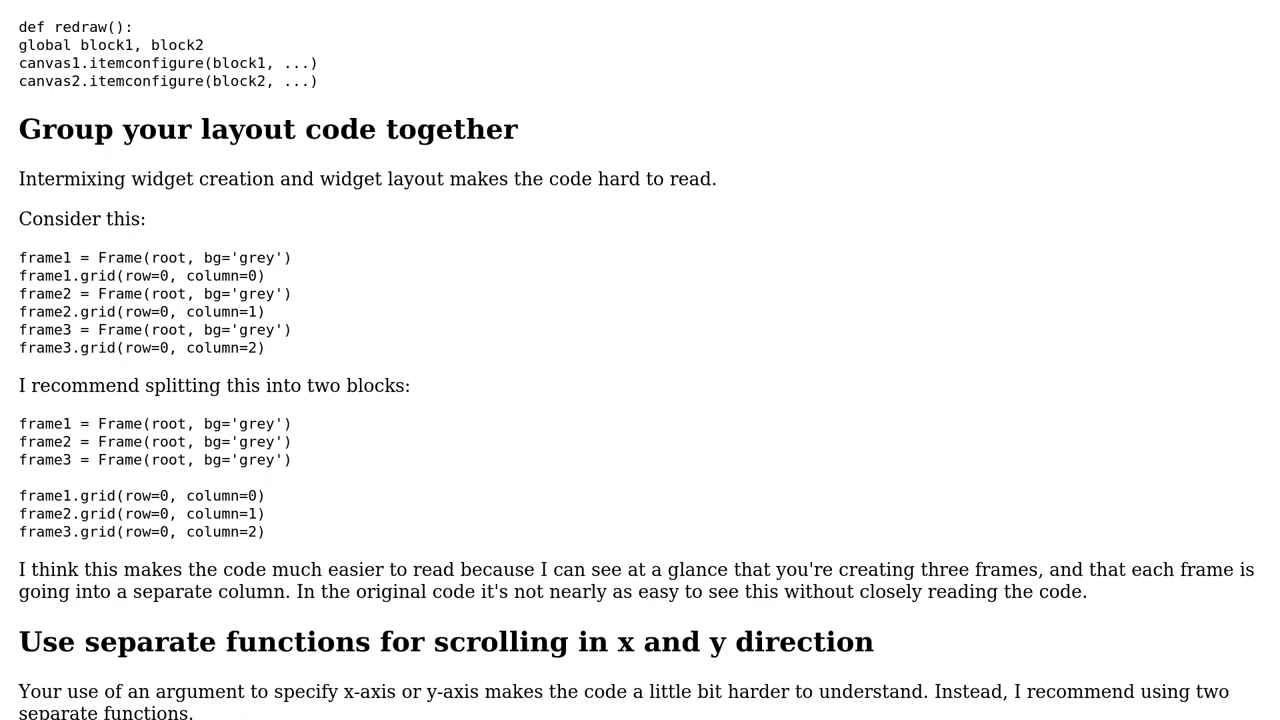 def redraw():
global block1, block2
canvas1.itemconfigure(block1, ...)
canvas2.itemconfigure(block2, ...)
Group your layout code together
Intermixing widget creation and widget layout makes the code hard to read.
Consider this:
frame1 = Frame(root, bg='grey')
frame1.grid(row=0, column=0)
frame2 = Frame(root, bg='grey')
frame2.grid(row=0, column=1)
frame3 = Frame(root, bg='grey')
frame3.grid(row=0, column=2)
I recommend splitting this into two blocks:
frame1 = Frame(root, bg='grey')
frame2 = Frame(root, bg='grey')
frame3 = Frame(root, bg='grey')
frame1.grid(row=0, column=0)
frame2.grid(row=0, column=1)
frame3.grid(row=0, column=2)
I think this makes the code much easier to read because I can see at a glance that you're creating three frames, and that each frame is
going into a separate column. In the original code it's not nearly as easy to see this without closely reading the code.
Use separate functions for scrolling in x and y direction
Your use of an argument to specify x-axis or y-axis makes the code a little bit harder to understand. Instead, I recommend using two
separate functions.